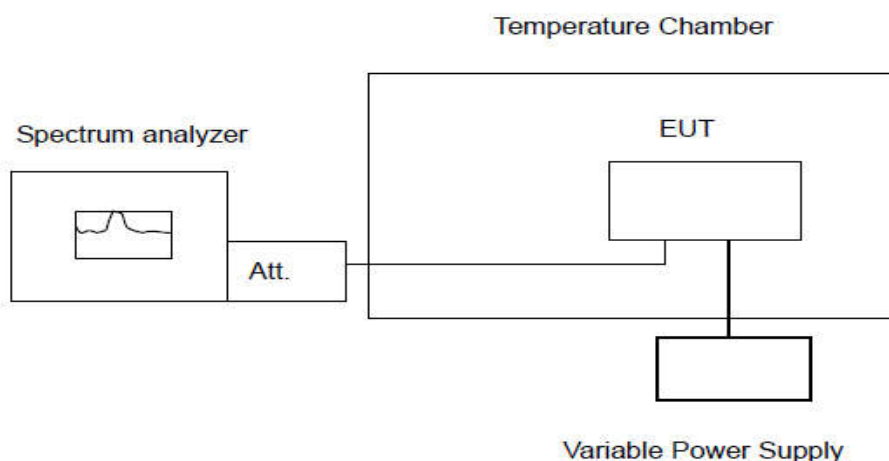 Temperature Chamber
Spectrum analyzer
EUT
Att.
Variable Power Supply